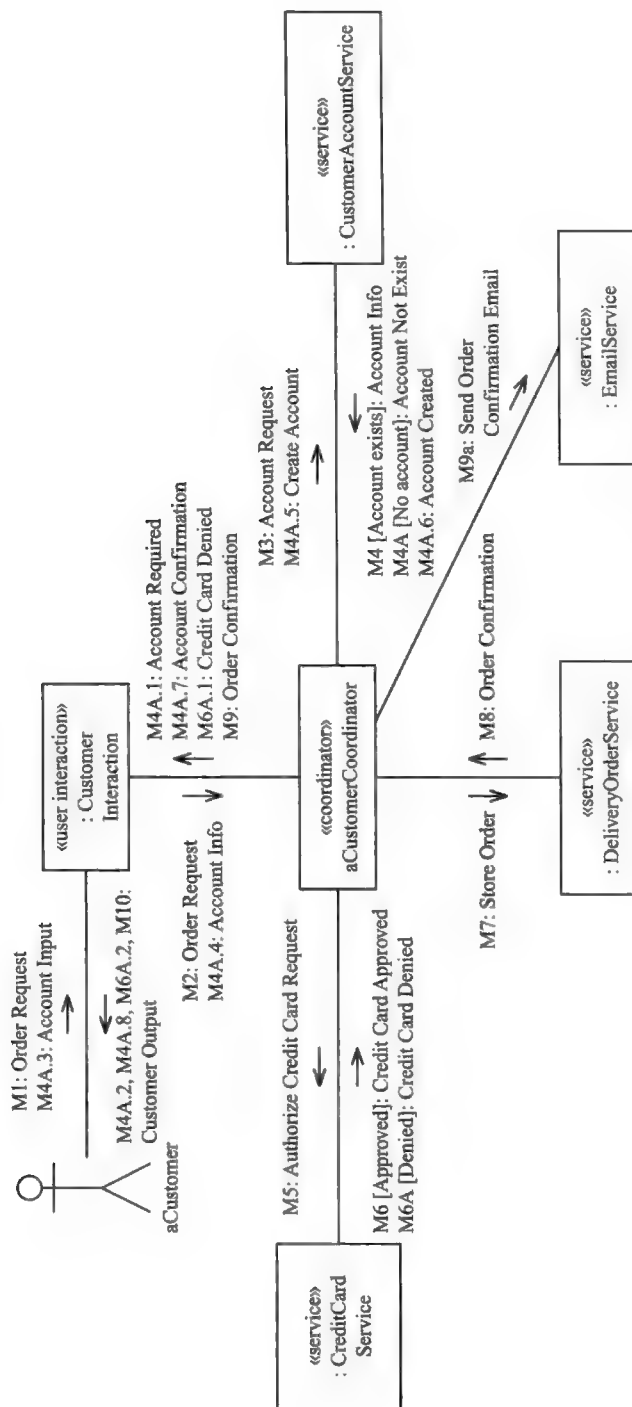 M1: Order Request
M4A.3: Account Input
M4A.2, M4A.8, M6A.2, M10:
Customer Output
aCustomer
«user interaction»
: Customer
Interaction
M2: Order Request
M4A.4: Account Info
M4A.1: Account Required
M4A.7: Account Confirmation
M6A.1: Credit Card Denied
M9: Order Confirmation
«service»
: CreditCard
Service
M5: Authorize Credit Card Request
M6 [Approved]: Credit Card Approved
M6A [Denied]: Credit Card Denied
«coordinator»
aCustomerCoordinator
M3: Account Request
M4A.5: Create Account
M4 [Account exists]: Account Info
M4A [No account]: Account Not Exist
M4A.6: Account Created
«service»
: CustomerAccountService
M7: Store Order
M8: Order Confirmation
M9a: Send Order
Confirmation Email
«service»
: DeliveryOrderService
«service»
: EmailService